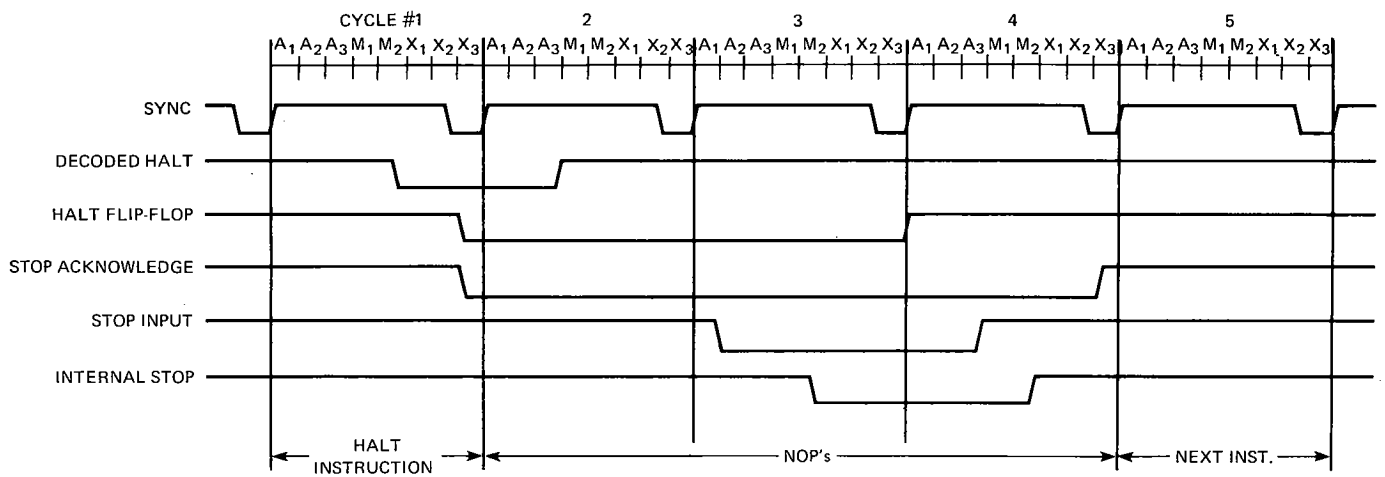 CYCLE #1 2 3 4 5
A₁ A₂ A₃ M₁ M₂ X₁ X₂ X₃ A₁ A₂ A₃ M₁ M₂ X₁ X₂ X₃ A₁ A₂ A₃ M₁ M₂ X₁ X₂ X₃ A₁ A₂ A₃ M₁ M₂ X₁ X₂ X₃ A₁ A₂ A₃ M₁ M₂ X₁ X₂ X₃
SYNC
DECODED HALT
HALT FLIP-FLOP
STOP ACKNOWLEDGE
STOP INPUT
INTERNAL STOP
HALT
INSTRUCTION
NOP's
NEXT INST.